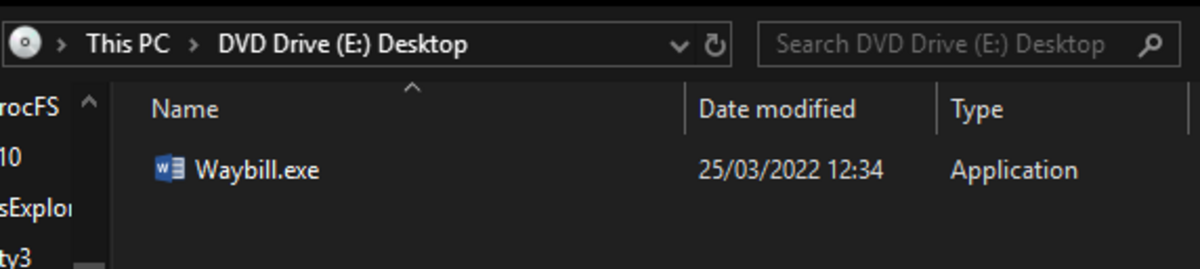 This PC > DVD Drive (E:) Desktop
Search DVD Drive (E:) Desktop
rocFS
Name Date modified Type
10
W Waybill.exe 25/03/2022 12:34 Application
sExplor
ty3